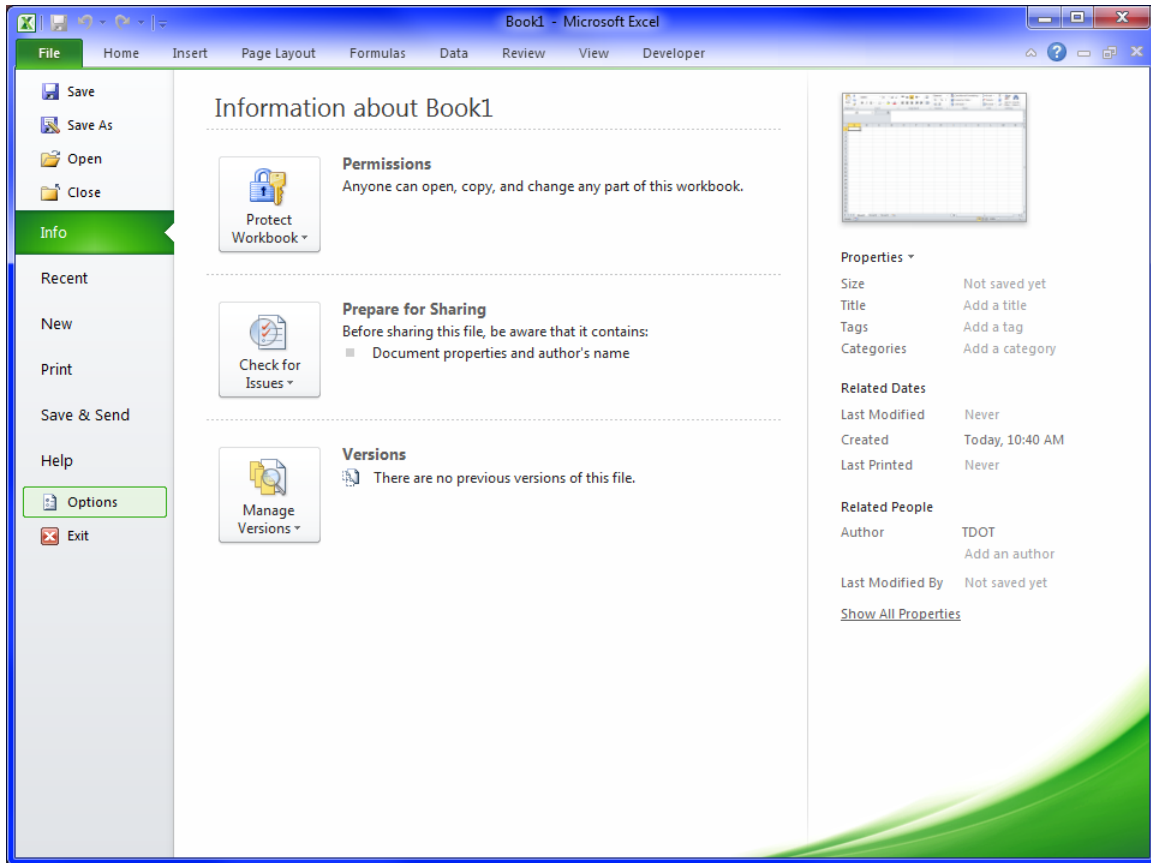 Book1 - Microsoft Excel
File Home Insert Page Layout Formulas Data Review View Developer
Save
Save As
Open
Close
Info
Recent
New
Print
Save & Send
Help
Options
Exit
Information about Book1
Protect
Workbook
Permissions
Anyone can open, copy, and change any part of this workbook.
Check for
Issues
Prepare for Sharing
Before sharing this file, be aware that it contains:
Document properties and author's name
Manage
Versions
Versions
There are no previous versions of this file.
Properties
Size Not saved yet
Title Add a title
Tags Add a tag
Categories Add a category
Related Dates
Last Modified Never
Created Today, 10:40 AM
Last Printed Never
Related People
Author TDOT
Add an author
Last Modified By Not saved yet
Show All Properties